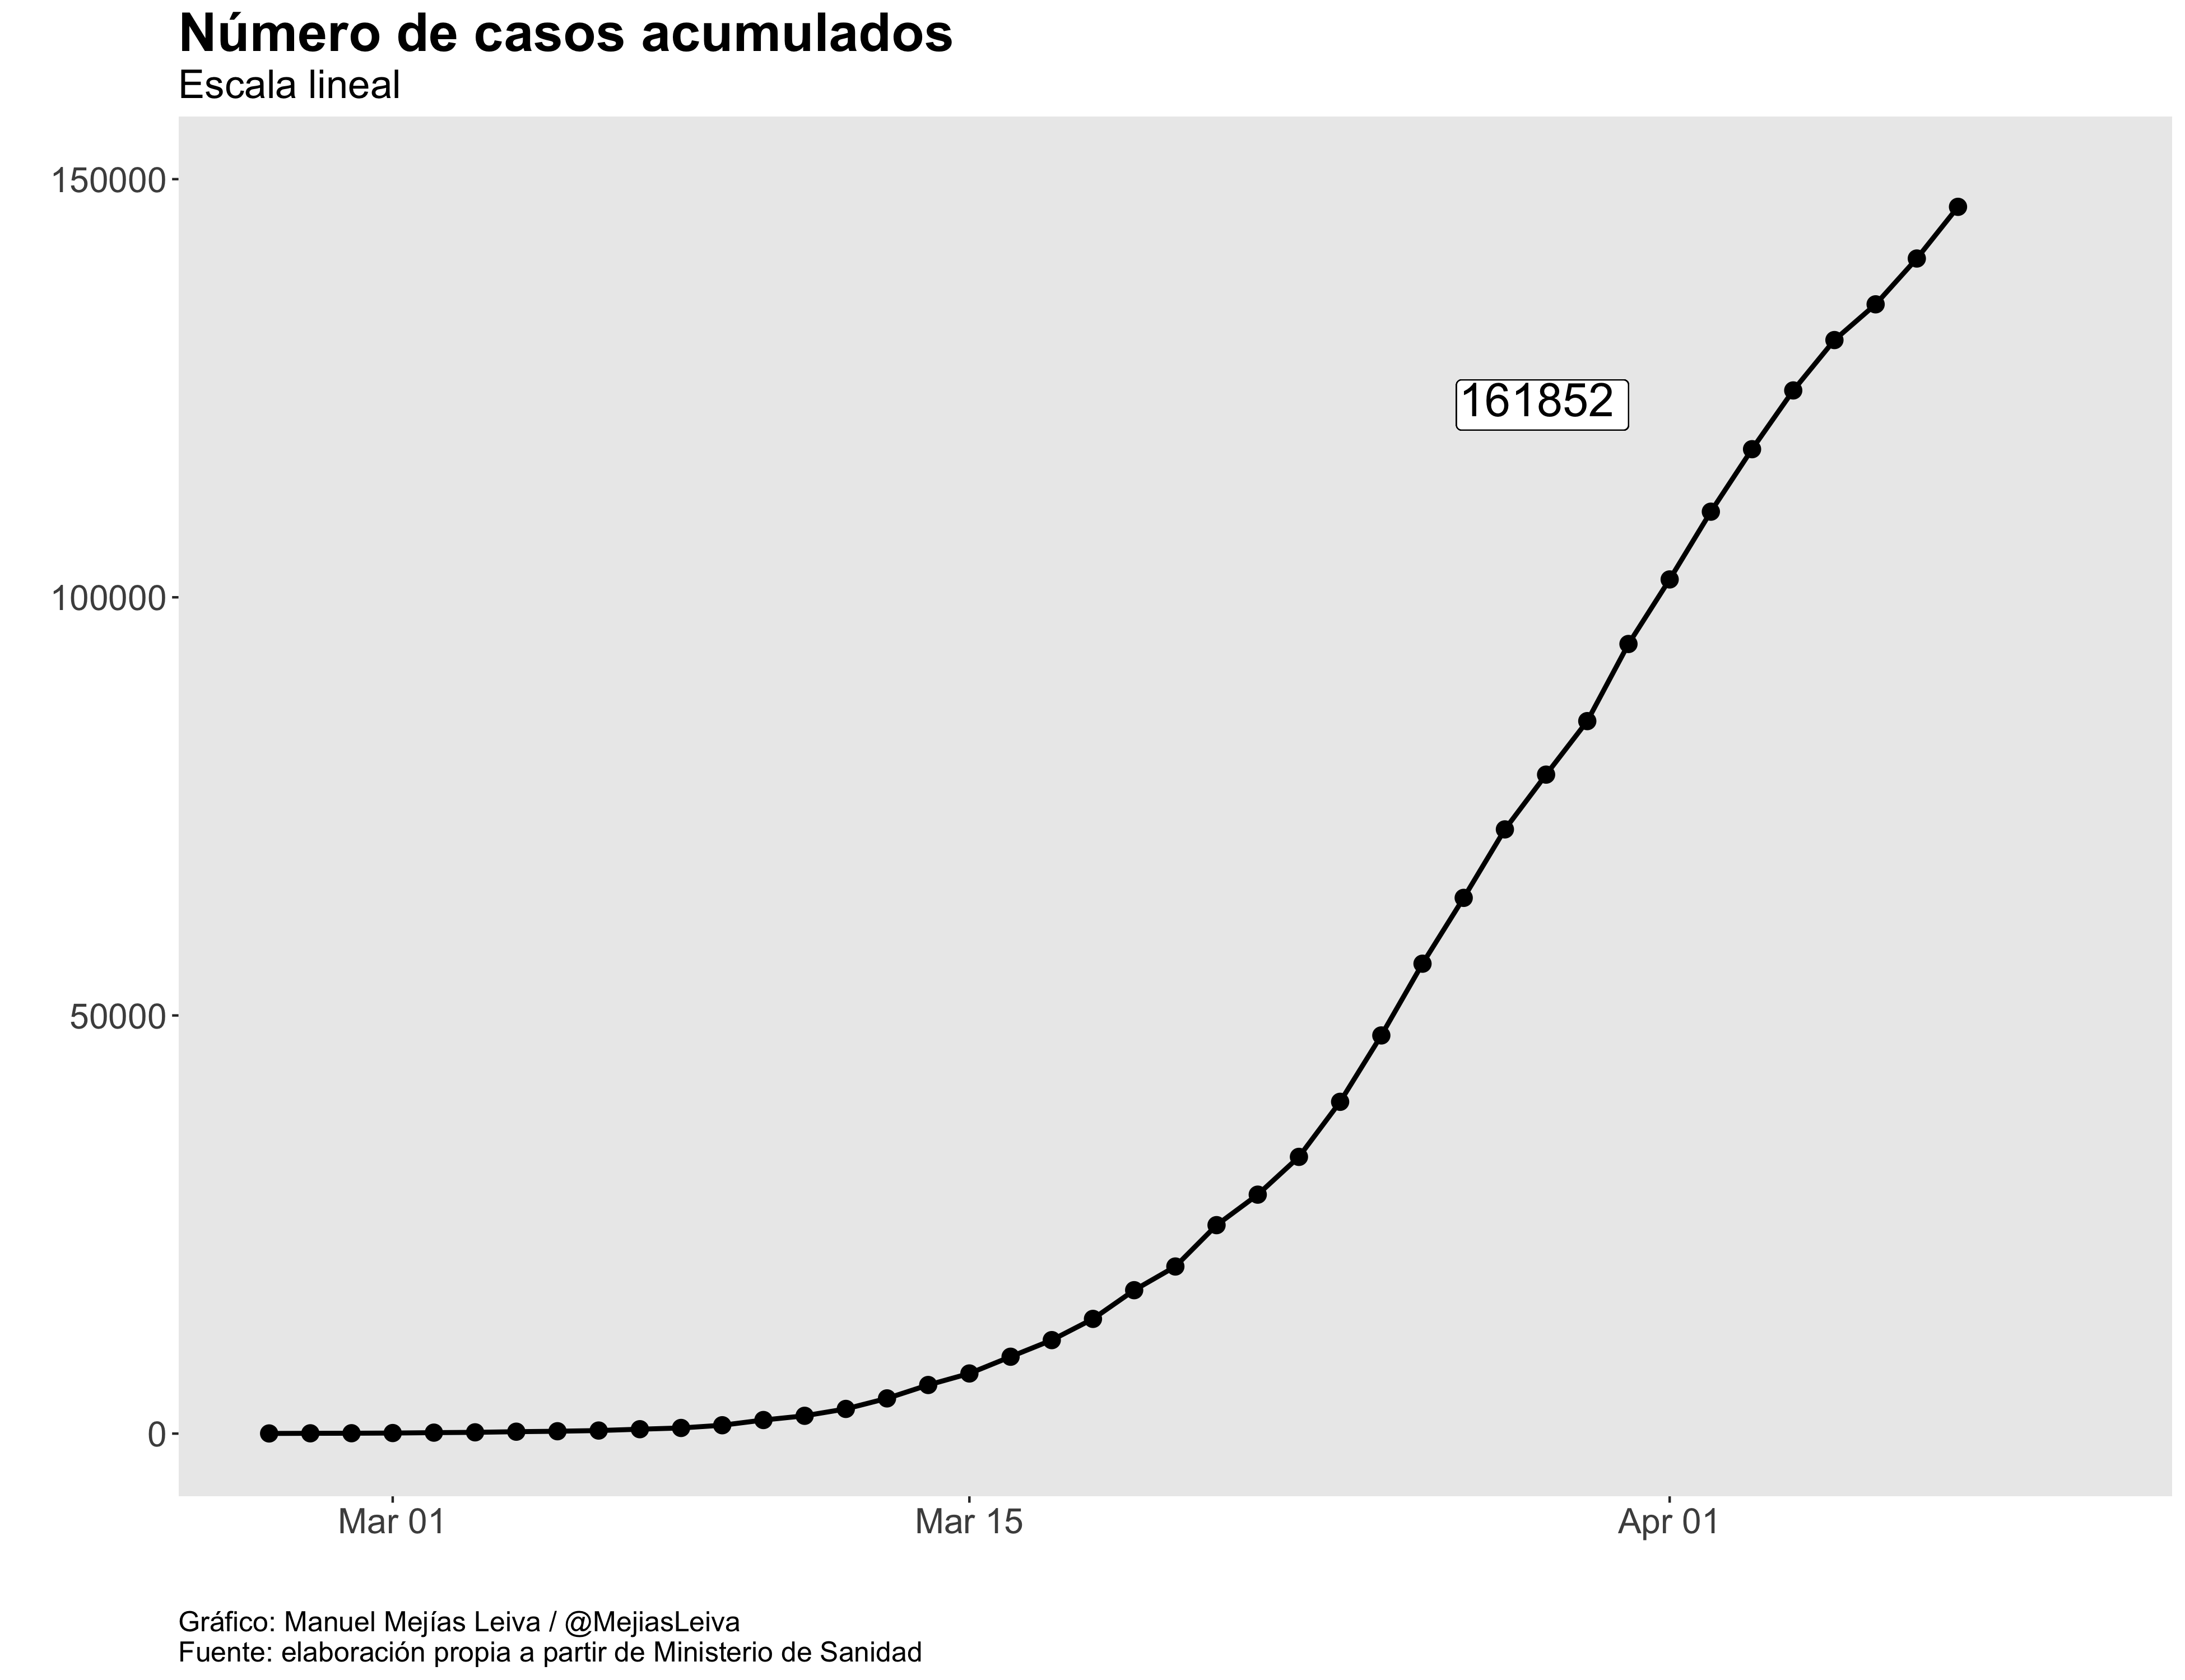 Número de casos acumulados
Escala lineal
150000
161852
100000
50000
0
Mar 01 Mar 15 Apr 01
Gráfico: Manuel Mejías Leiva / @MejiasLeiva
Fuente: elaboración propia a partir de Ministerio de Sanidad